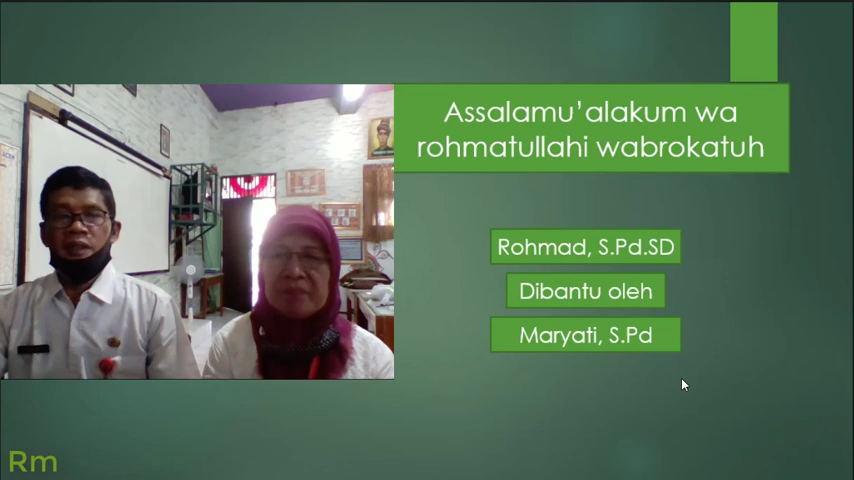 Assalamu’alakum wa
rohmatullahi wabrokatuh
Rohmad, S.Pd.SD
Dibantu oleh
Maryati, S.Pd
Rm